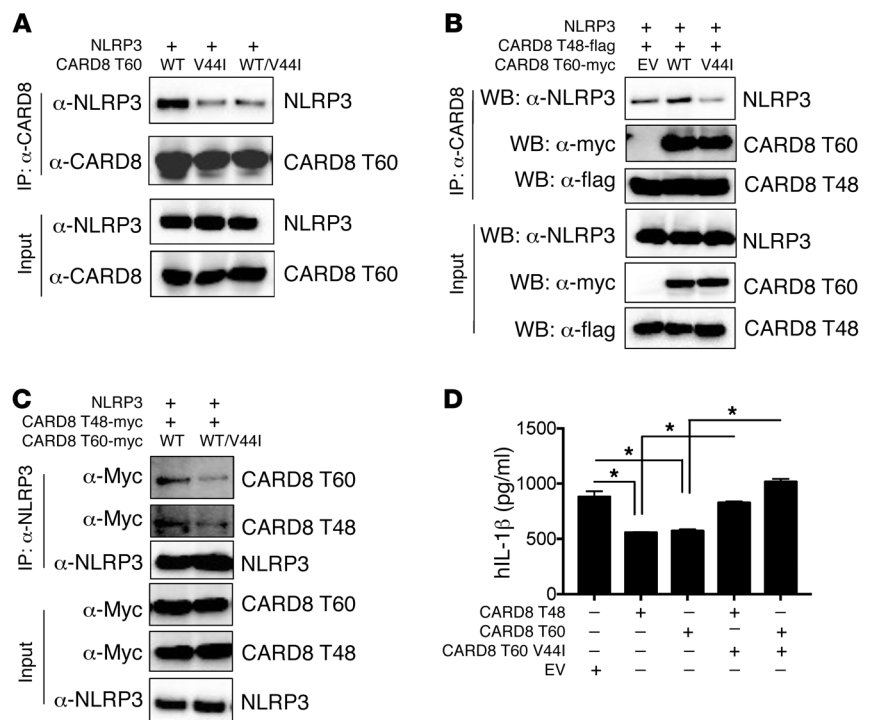 A
NLRP3 + + +
CARD8 T60 WT V44I WT/V44I
IP: α-CARD8
α-NLRP3 NLRP3
α-CARD8 CARD8 T60
Input
α-NLRP3 NLRP3
α-CARD8 CARD8 T60
B
NLRP3 + + +
CARD8 T48-flag + + +
CARD8 T60-myc EV WT V44I
IP: α-CARD8
WB: α-NLRP3 NLRP3
WB: α-myc CARD8 T60
WB: α-flag CARD8 T48
Input
WB: α-NLRP3 NLRP3
WB: α-myc CARD8 T60
WB: α-flag CARD8 T48
C
NLRP3 + +
CARD8 T48-myc + +
CARD8 T60-myc WT WT/V44I
IP: α-NLRP3
α-Myc CARD8 T60
α-Myc CARD8 T48
α-NLRP3 NLRP3
Input
α-Myc CARD8 T60
α-Myc CARD8 T48
α-NLRP3 NLRP3
D
hIL-1β (pg/ml)
1500
1000
500
0
* * * *
CARD8 T48 – + – + –
CARD8 T60 – – + – +
CARD8 T60 V44I – – – + +
EV + – – – –